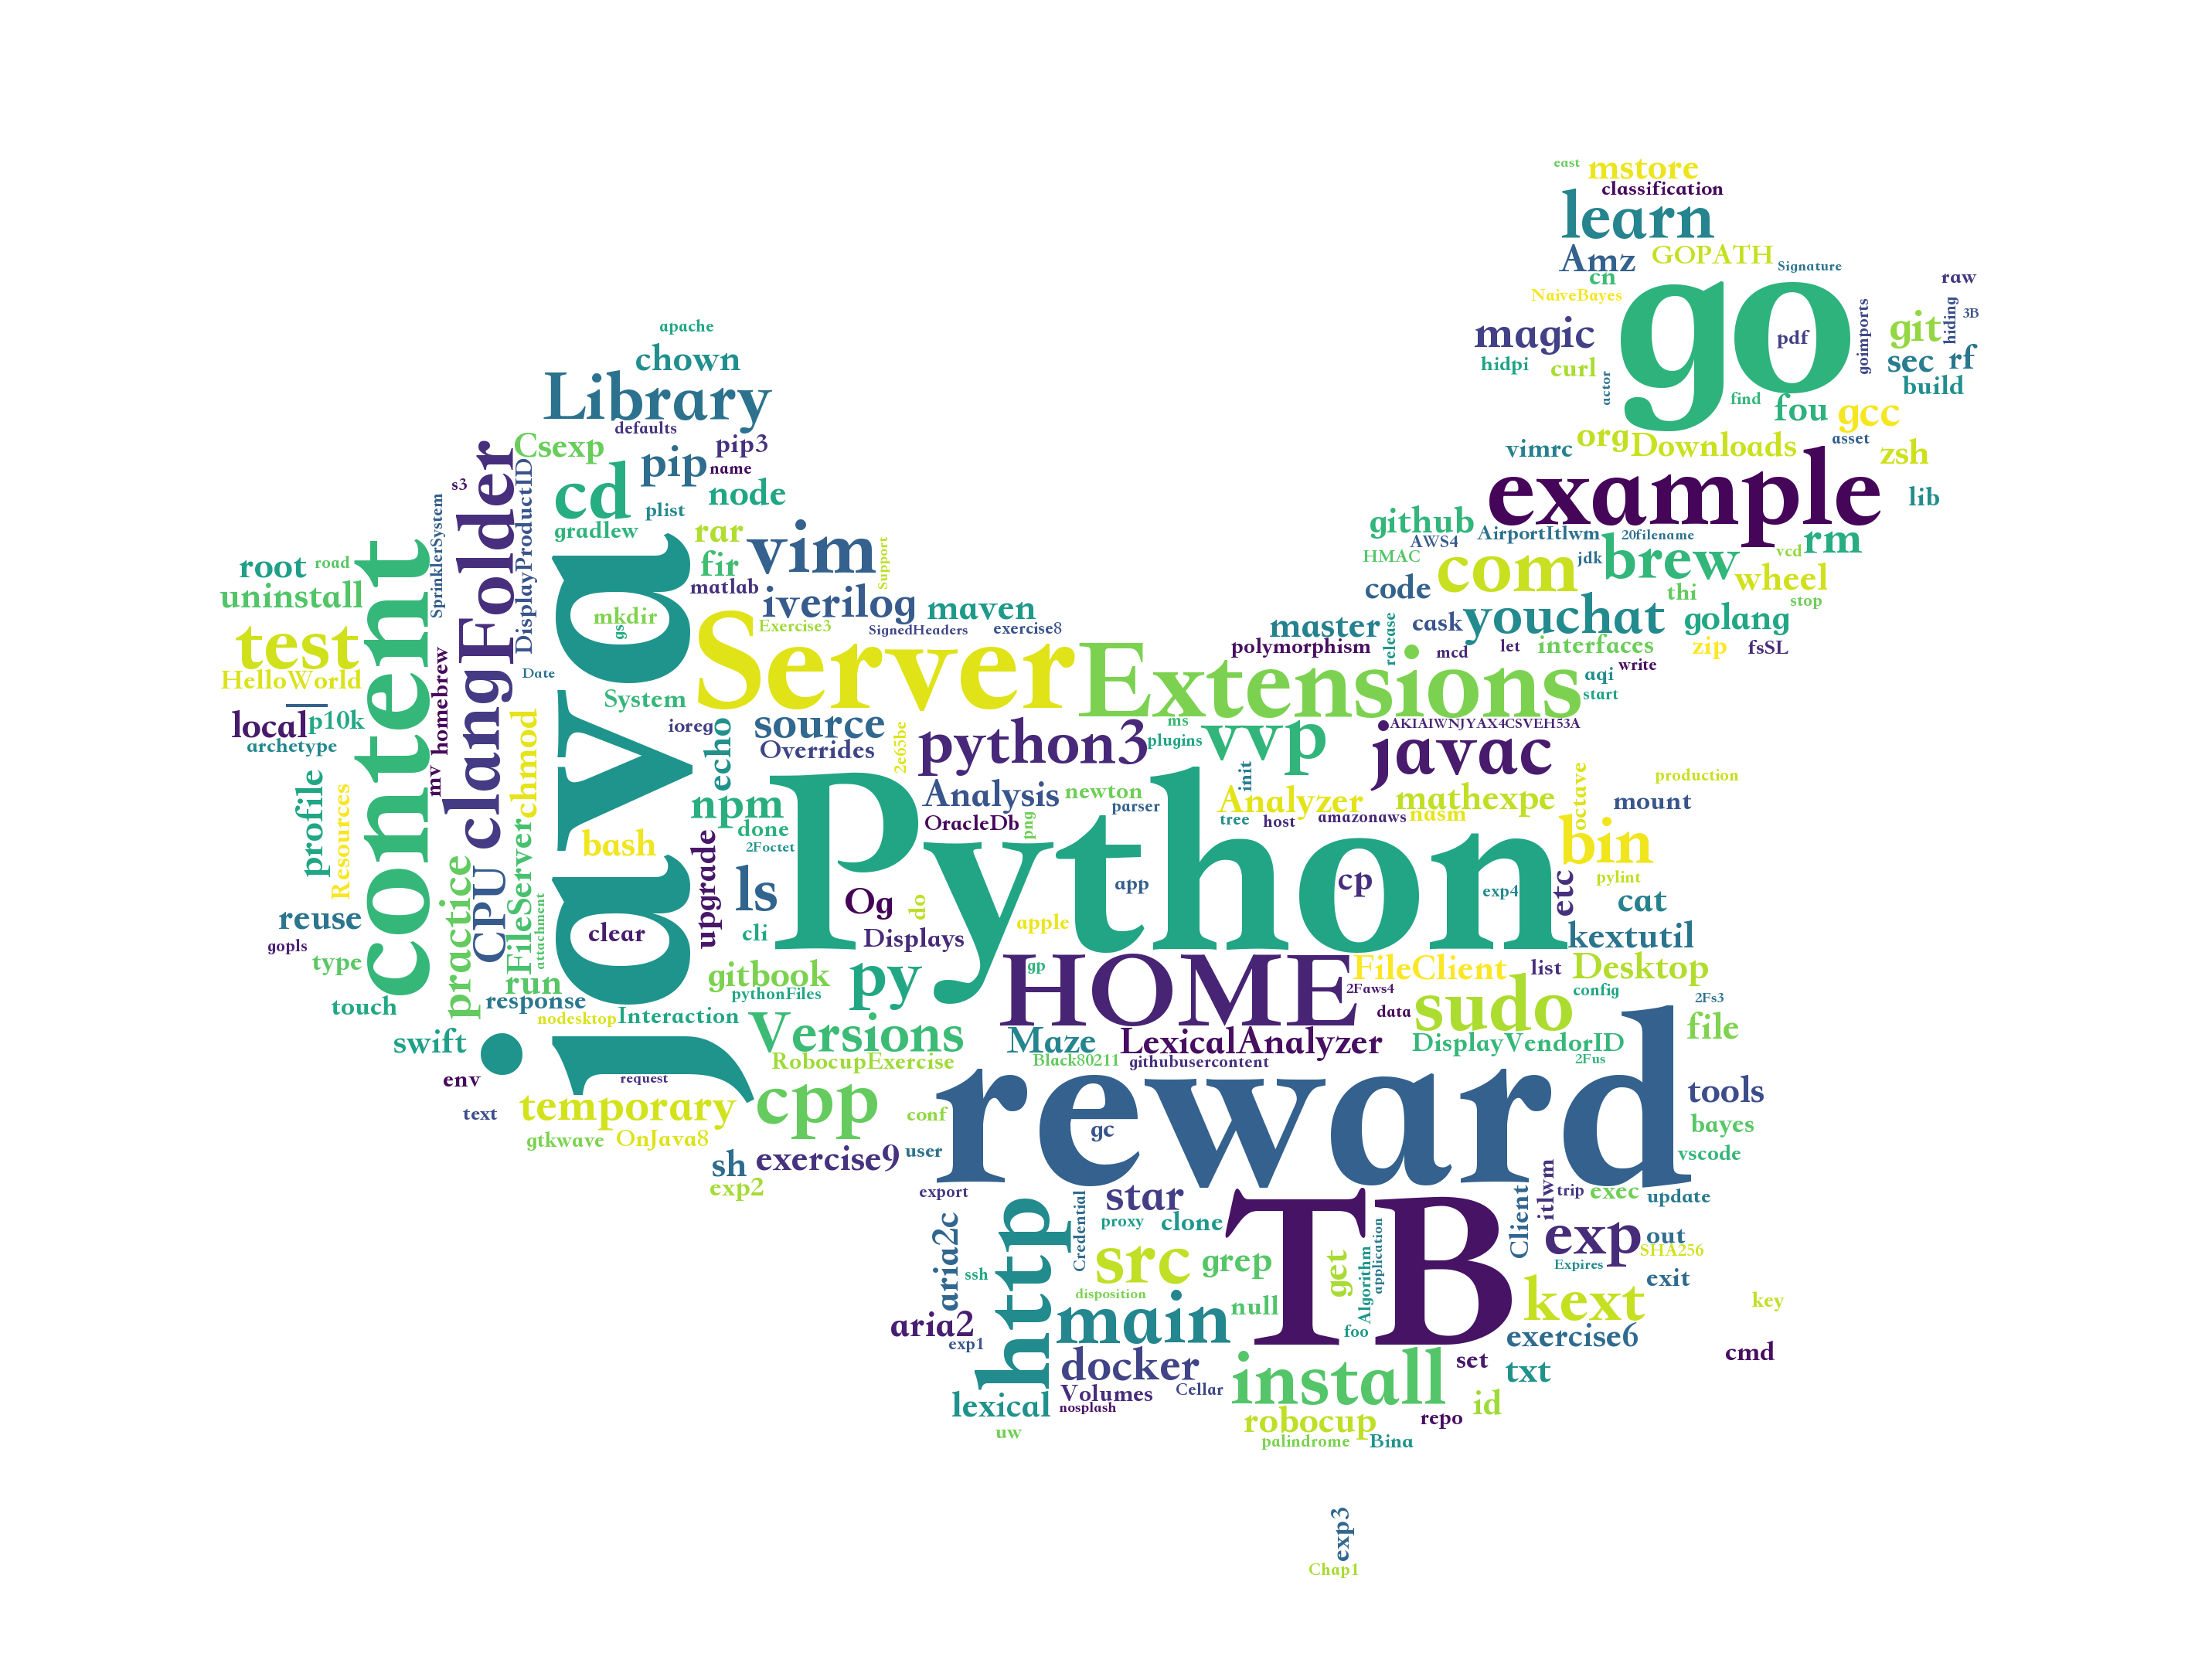 east
mstore
classification
learn
Amz
GOPATH
Signature
cn
raw
NaiveBayes
go
pdf
goimports
git
hiding
3B
magic
hidpi
curl
actor
sec
rf
build
find
fou
gcc
apache
chown
Library
defaults
Csexp
pip3
pip
name
cd
node
plist
gradlew
s3
clangFolder
DisplayProductID
SprinklerSystem
vimrc
org
Downloads
asset
zsh
example
lib
github
AWS4
AirportItlwm
20filename
HMAC
com
jdk
brew
vcd
rm
wheel
stop
code
thi
rar
vim
fir
matlab
Support
root
road
uninstall
content
java
mkdir
gs
iverilog
maven
Exercise3
SignedHeaders
exercise8
master
cask
youchat
golang
release
polymorphism
mcd
let
interfaces
zip
fsSL
test
HelloWorld
Date
homebrew
Server
Extensions
aqi
write
start
System
local
p10k
archetype
mv
chmod
ioreg
echo
source
Overrides
2e65be
python3
ms
plugins
vvp
AKIAIWNJYAX4CSVEH53A
javac
production
profile
Resources
npm
Analysis
newton
parser
init
Analyzer
mathexpe
octave
mount
OracleDb
png
tree
host
amazonaws
nasm
bash
done
2Foctet
Python
bin
practice
CPU
FileServer
attachment
upgrade
ls
Og
do
app
cp
exp4
etc
pylint
cat
reuse
gopls
type
clear
cli
Displays
apple
kextutil
touch
run
response
gitbook
py
gp
HOME
FileClient
list
Desktop
pythonFiles
2Faws4
config
nodesktop
Interaction
Versions
data
sudo
2Fs3
file
swift
Maze
LexicalAnalyzer
DisplayVendorID
RobocupExercise
Black80211
githubusercontent
2Fus
env
request
text
temporary
cpp
conf
reward
gc
tools
bayes
gtkwave
OnJava8
sh
exercise9
user
vscode
exp2
export
star
TB
itlwm
trip
exec
update
aria2c
http
Credential
proxy
clone
Client
exp
out
SHA256
ssh
src
grep
get
Algorithm
application
Expires
exit
disposition
null
kext
key
aria2
exp1
main
foo
exercise6
docker
install
set
txt
cmd
lexical
Volumes
Cellar
nosplash
id
uw
robocup
repo
palindrome
Bina
exp3
Chap1